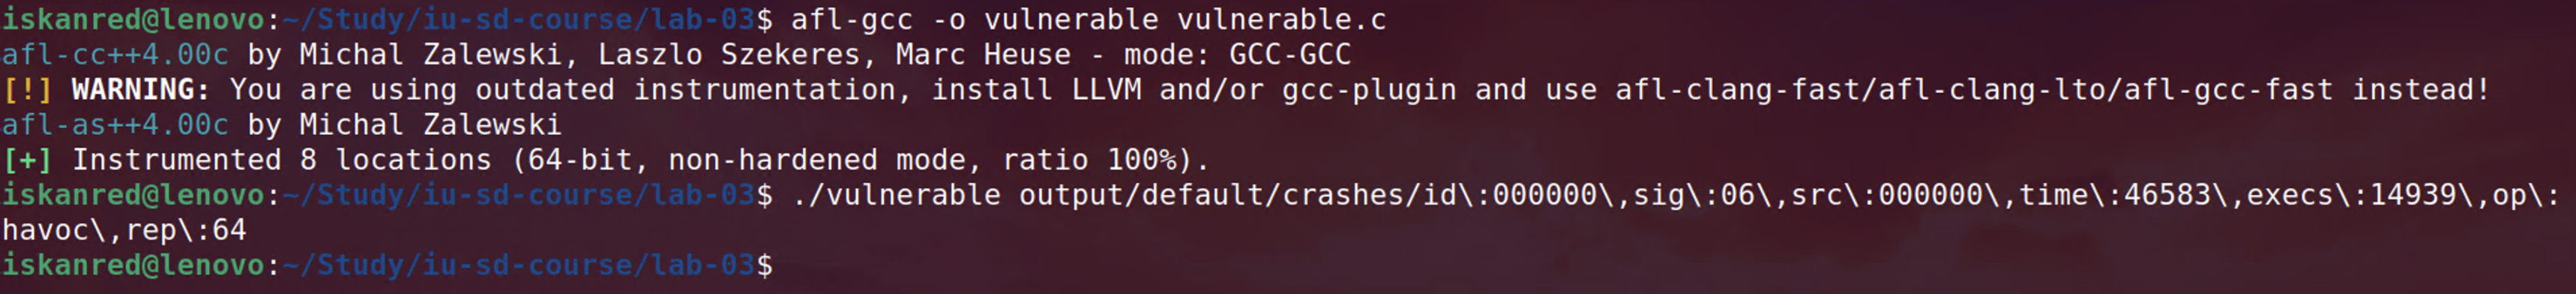 iskanred@lenovo:~/Study/iu-sd-course/lab-03$ afl-gcc -o vulnerable vulnerable.c
afl-cc++4.00c by Michal Zalewski, Laszlo Szekeres, Marc Heuse - mode: GCC-GCC
[!] WARNING: You are using outdated instrumentation, install LLVM and/or gcc-plugin and use afl-clang-fast/afl-clang-lto/afl-gcc-fast instead!
afl-as++4.00c by Michal Zalewski
[+] Instrumented 8 locations (64-bit, non-hardened mode, ratio 100%).
iskanred@lenovo:~/Study/iu-sd-course/lab-03$ ./vulnerable output/default/crashes/id\:000000\,sig\:06\,src\:000000\,time\:46583\,execs\:14939\,op\:
havoc\,rep\:64
iskanred@lenovo:~/Study/iu-sd-course/lab-03$